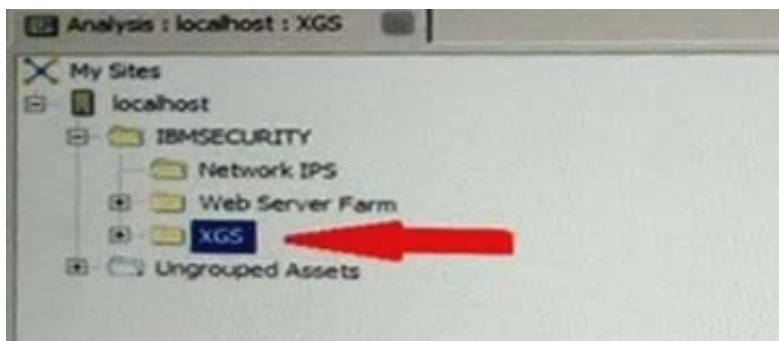 Analysis : localhost : XGS
My Sites
localhost
IBMSECURITY
Network IPS
Web Server Farm
XGS
Ungrouped Assets